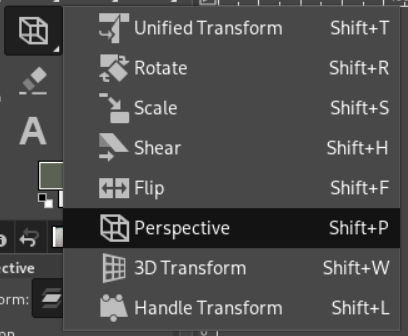 Unified Transform Shift+T
Rotate Shift+R
Scale Shift+S
A
Shear Shift+H
Flip Shift+F
Perspective Shift+P
ctive
3D Transform Shift+W
orm:
Handle Transform Shift+L